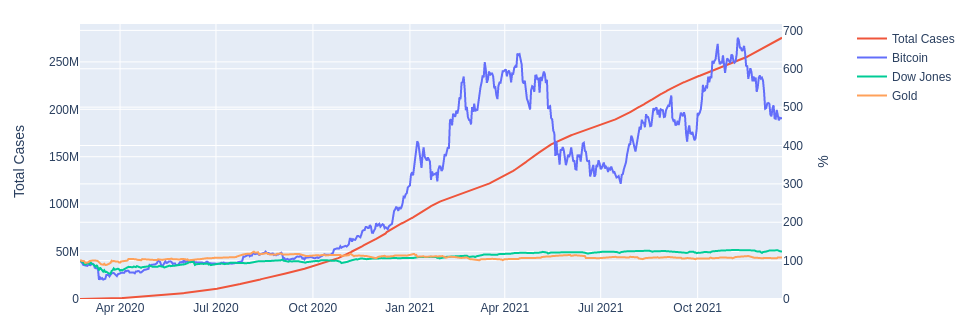 Total Cases
250M
200M
150M
100M
50M
0
Apr 2020
Jul 2020
Oct 2020
Jan 2021
Apr 2021
Jul 2021
Oct 2021
700
600
500
400
300
200
100
0
%
Total Cases
Bitcoin
Dow Jones
Gold